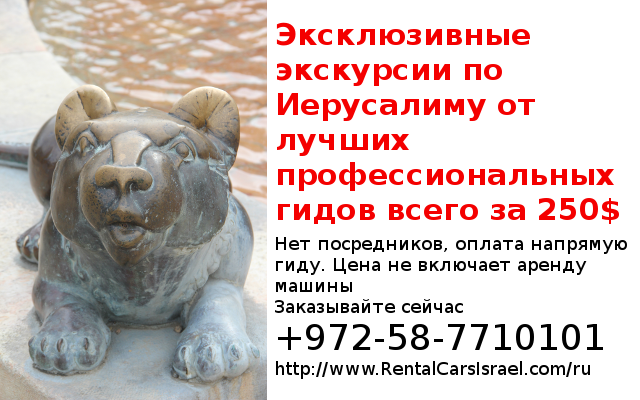 Эксклюзивные
экскурсии по
Иерусалиму от
лучших
профессиональных
гидов всего за 250$
Нет посредников, оплата напрямую
гиду. Цена не включает аренду
машины
Заказывайте сейчас
+972-58-7710101
http://www.RentalCarsIsrael.com/ru